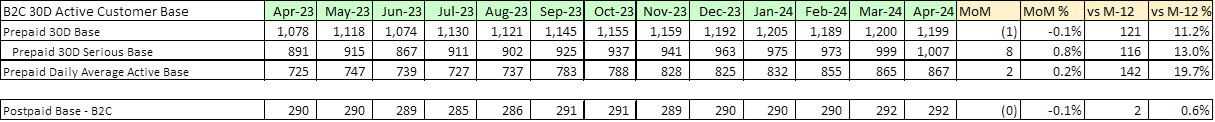 B2C 30D Active Customer Base Apr-23 May-23 Jun-23 Jul-23 Aug-23 Sep-23 Oct-23 Nov-23 Dec-23 Jan-24 Feb-24 Mar-24 Apr-24 MoM MoM % vs M-12 vs M-12 %
Prepaid 30D Base 1,078 1,118 1,074 1,130 1,121 1,145 1,155 1,159 1,192 1,205 1,189 1,200 1,199 (1) -0.1% 121 11.2%
Prepaid 30D Serious Base 891 915 867 911 902 925 937 941 963 975 973 999 1,007 8 0.8% 116 13.0%
Prepaid Daily Average Active Base 725 747 739 727 737 783 788 828 825 832 855 865 867 2 0.2% 142 19.7%
Postpaid Base - B2C 290 290 289 285 286 291 291 289 290 290 290 292 292 (0) -0.1% 2 0.6%